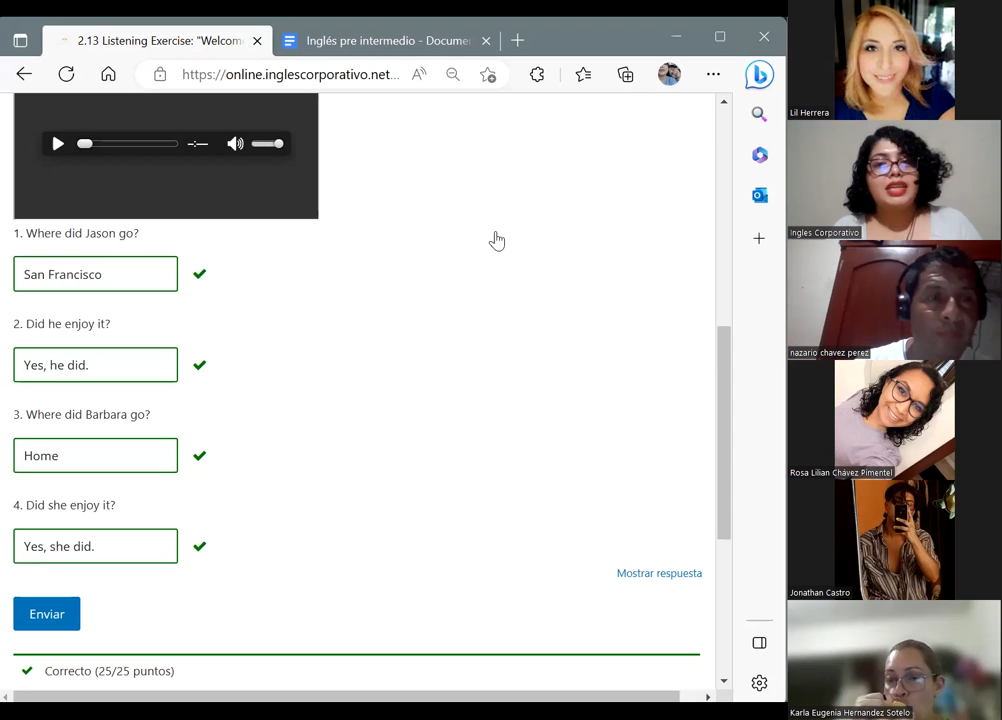 2.13 Listening Exercise: "Welcom
Inglés pre intermedio - Docume
https://online.inglescorporativo.net...
1. Where did Jason go?
San Francisco
2. Did he enjoy it?
Yes, he did.
3. Where did Barbara go?
Home
4. Did she enjoy it?
Yes, she did.
Mostrar respuesta
Enviar
Correcto (25/25 puntos)
Lil Herrera
Ingles Corporativo
nazario chavez perez
Rosa Lilian Chávez Pimentel
Jonathan Castro
Karla Eugenia Hernandez Sotelo